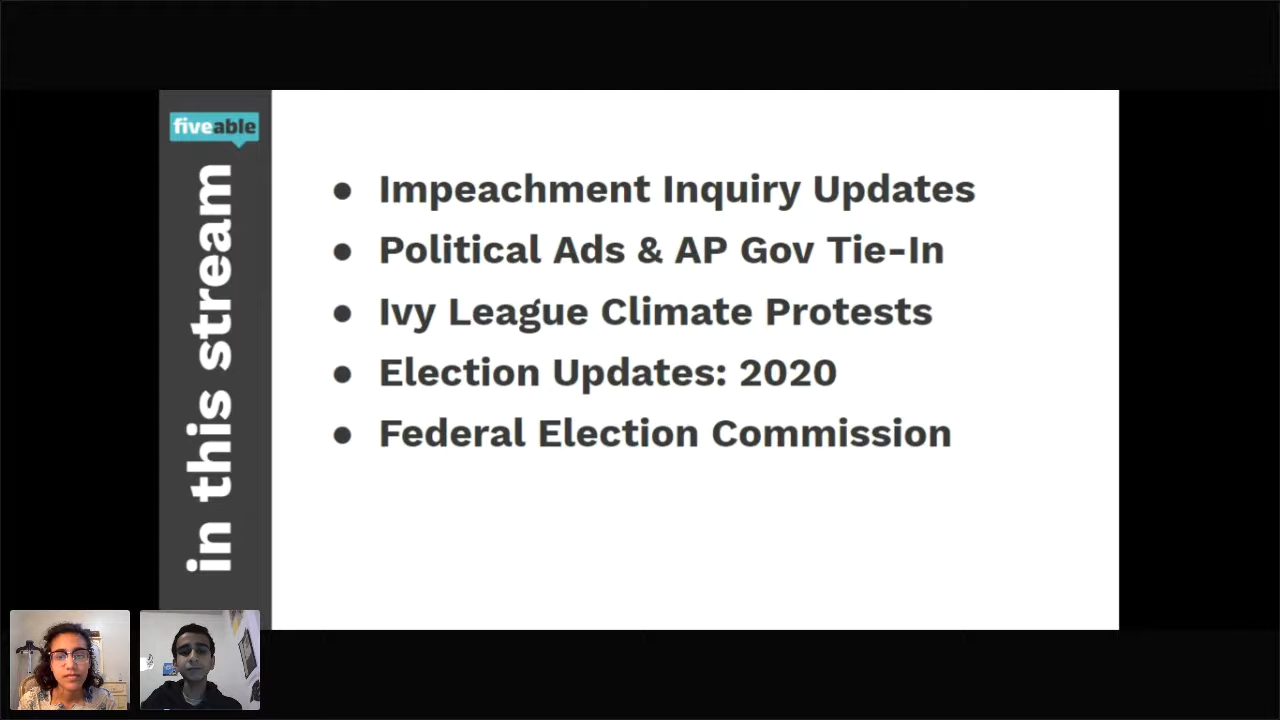 fiveable
in this stream
● Impeachment Inquiry Updates
● Political Ads & AP Gov Tie-In
● Ivy League Climate Protests
● Election Updates: 2020
● Federal Election Commission